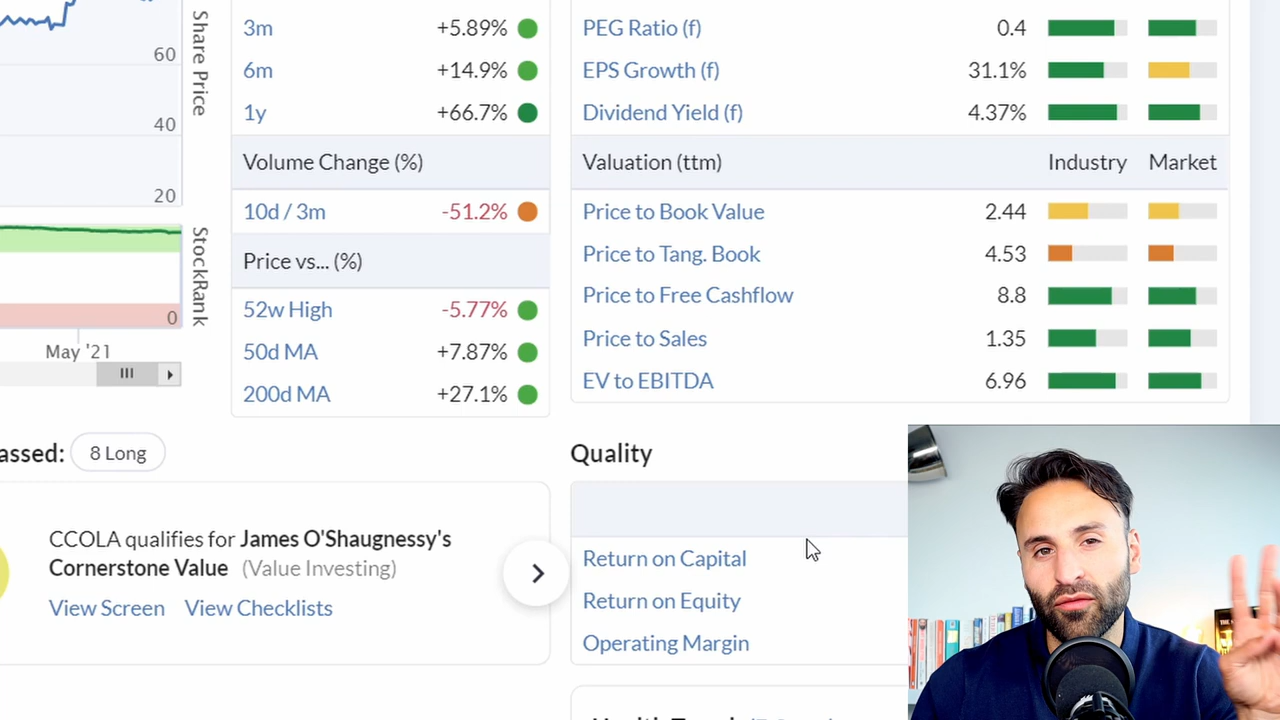 60
40
20
Share Price
StockRank
0
May '21
3m +5.89%
6m +14.9%
1y +66.7%
Volume Change (%)
10d / 3m -51.2%
Price vs... (%)
52w High -5.77%
50d MA +7.87%
200d MA +27.1%
PEG Ratio (f) 0.4
EPS Growth (f) 31.1%
Dividend Yield (f) 4.37%
Valuation (ttm) Industry Market
Price to Book Value 2.44
Price to Tang. Book 4.53
Price to Free Cashflow 8.8
Price to Sales 1.35
EV to EBITDA 6.96
assed: 8 Long
CCOLA qualifies for James O'Shaugnessy's
Cornerstone Value (Value Investing)
View Screen View Checklists
Quality
Return on Capital
Return on Equity
Operating Margin